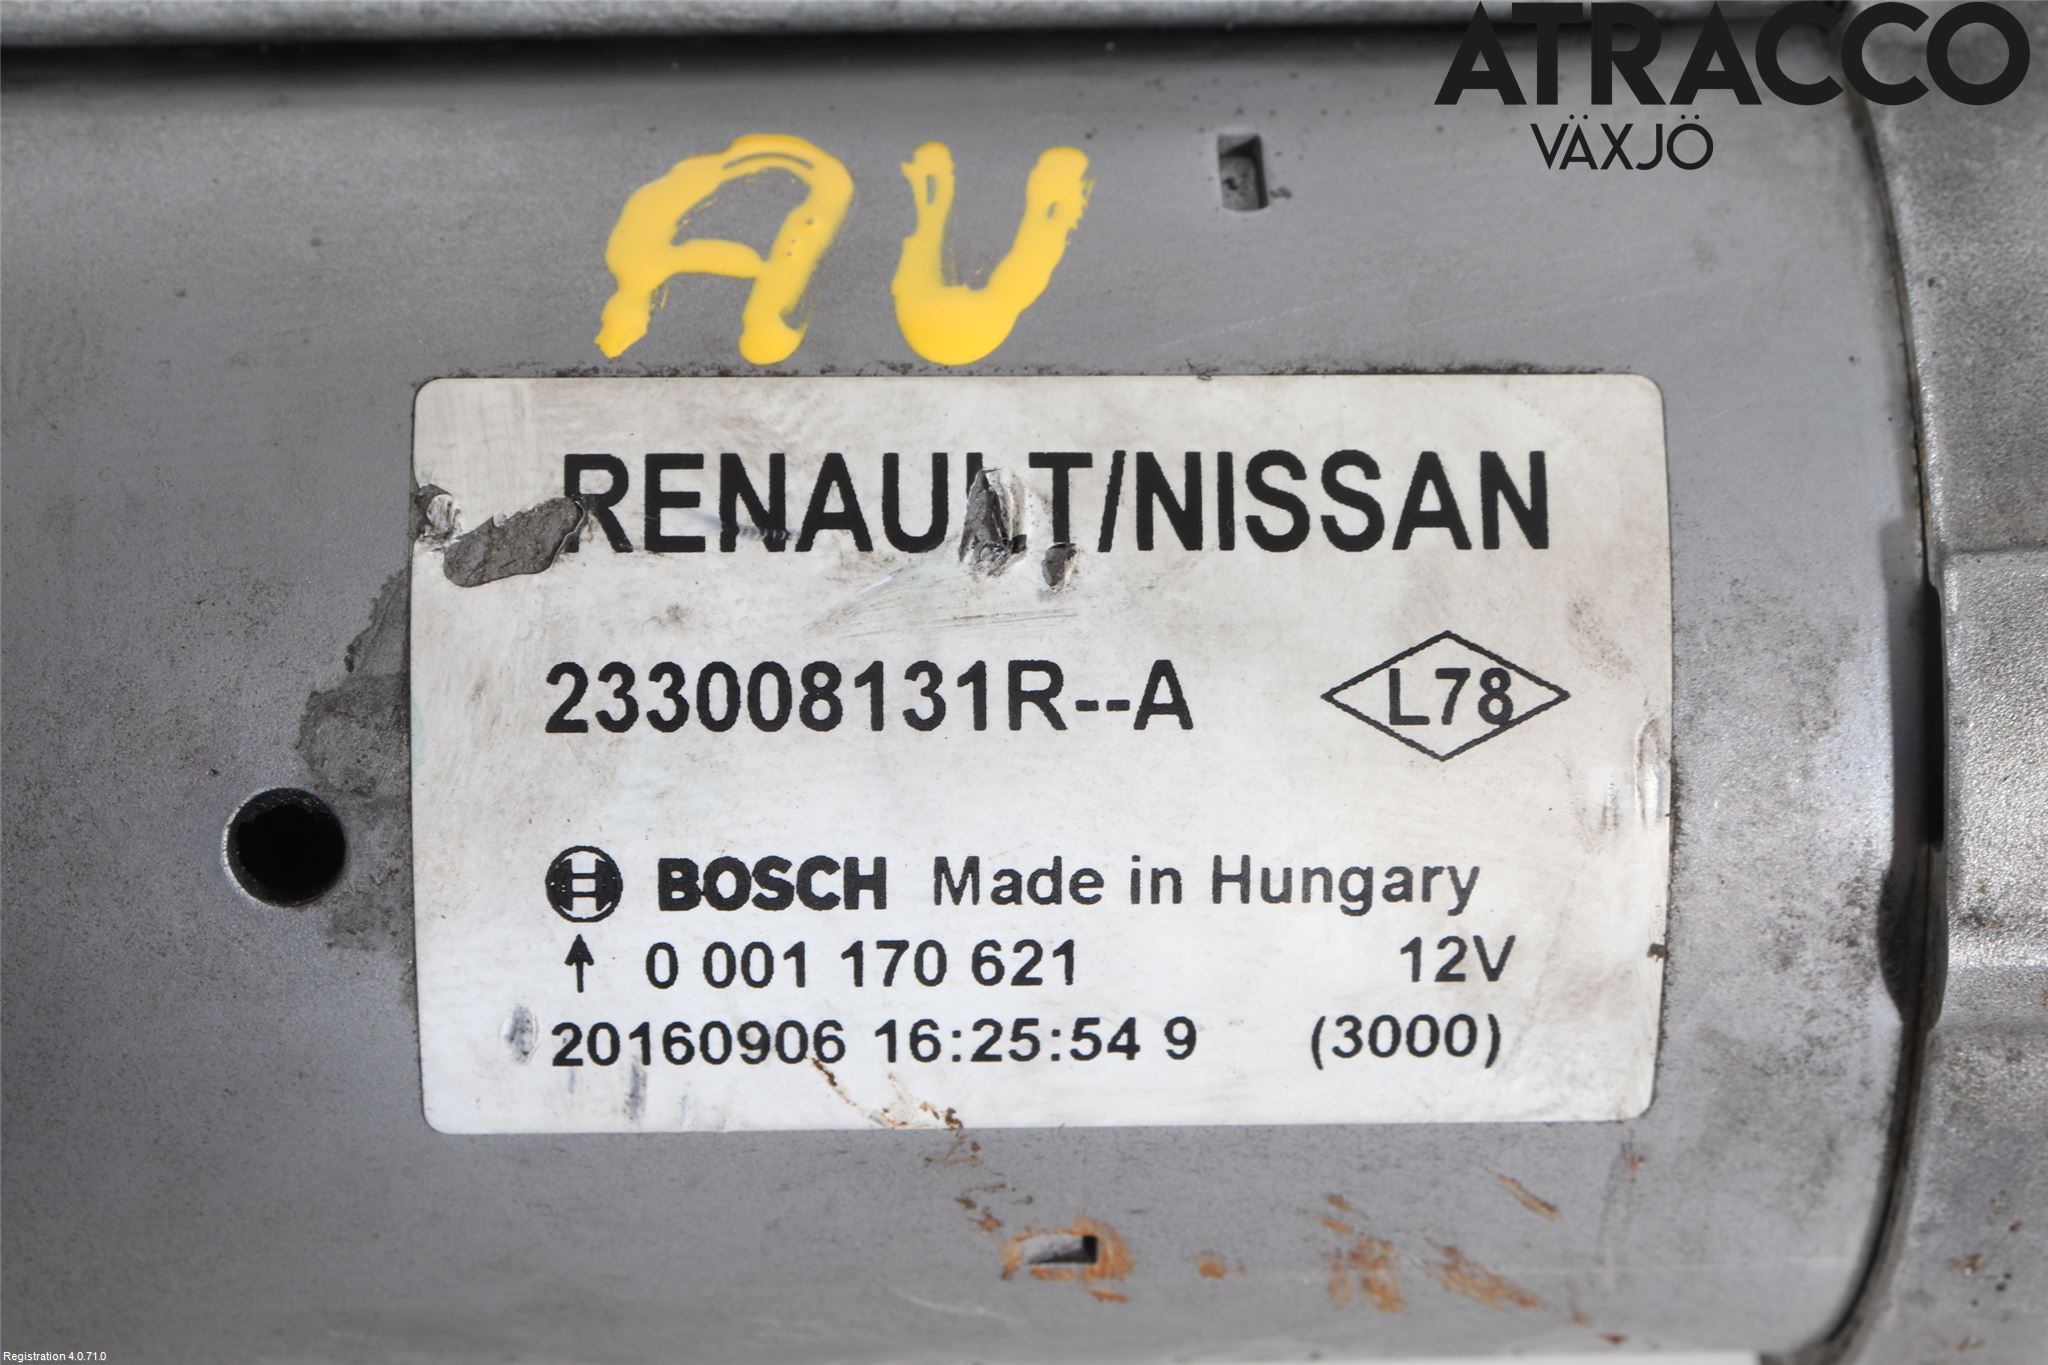 ATRACCO
VÄXJÖ
AU
RENAULT/NISSAN
233008131R--A
L78
BOSCH Made in Hungary
↑ 0 001 170 621 12V
20160906 16:25:54 9 (3000)
Registration 4.0.71.0